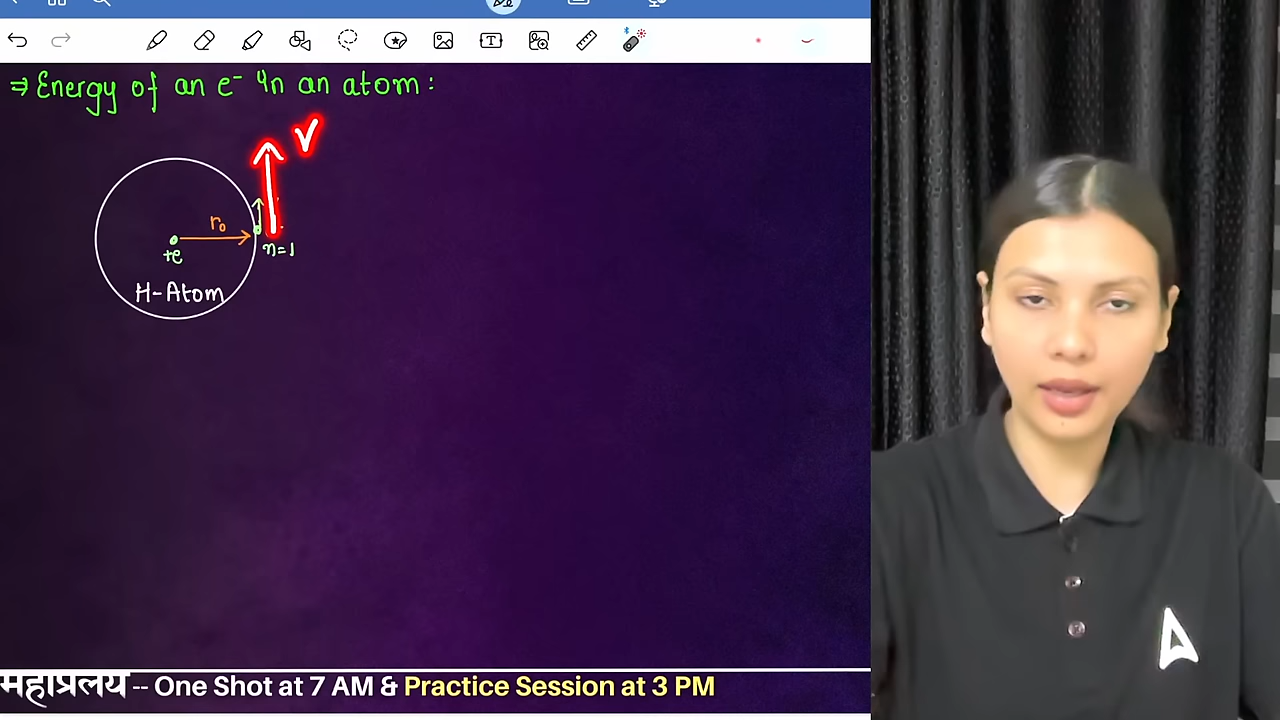 ⇒ Energy of an e⁻ in an atom:
v
r₀
+e
n=1
H-Atom
महाप्रलय -- One Shot at 7 AM & Practice Session at 3 PM